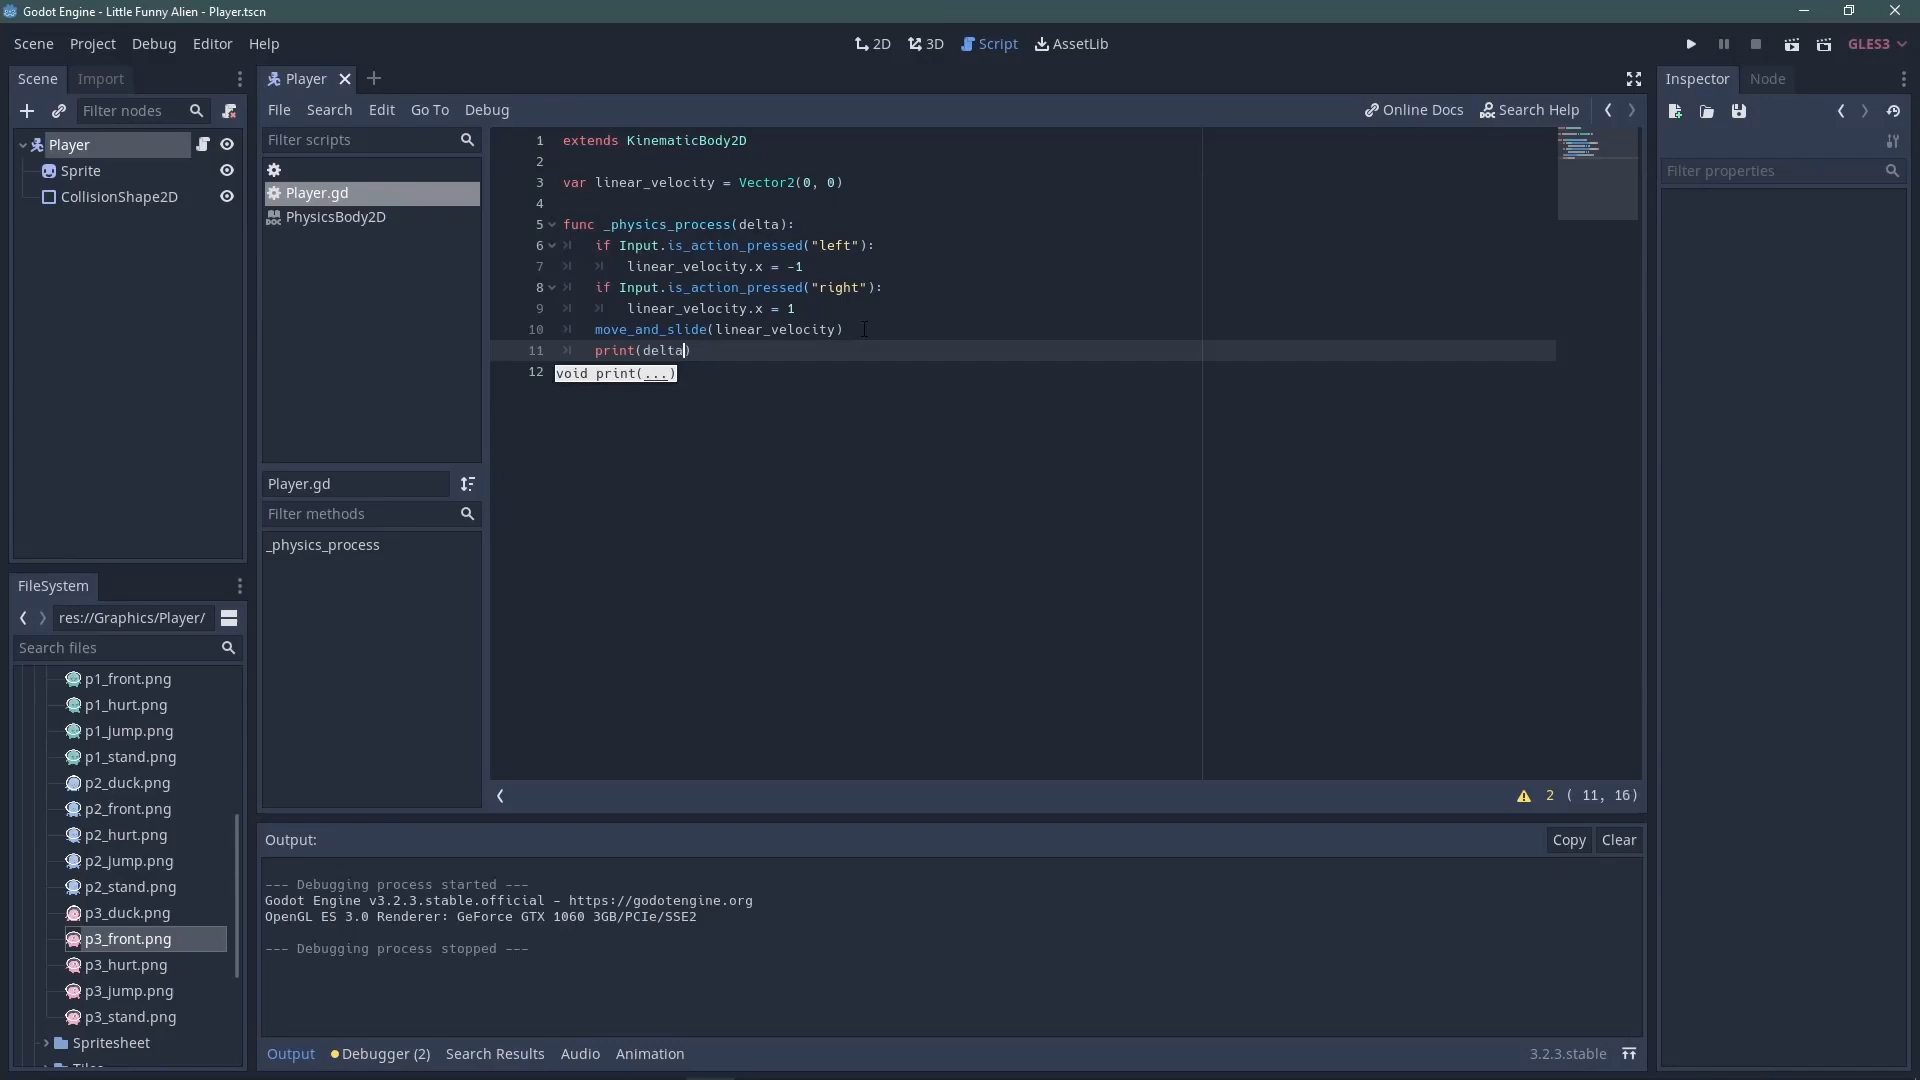 Godot Engine - Little Funny Alien - Player.tscn
Scene Project Debug Editor Help
2D 3D Script AssetLib
GLES3
Scene Import
Filter nodes
Player
Sprite
CollisionShape2D
FileSystem
res://Graphics/Player/
Search files
p1_front.png
p1_hurt.png
p1_jump.png
p1_stand.png
p2_duck.png
p2_front.png
p2_hurt.png
p2_jump.png
p2_stand.png
p3_duck.png
p3_front.png
p3_hurt.png
p3_jump.png
p3_stand.png
Spritesheet
Player
File Search Edit Go To Debug
Online Docs Search Help
Filter scripts
Player.gd
PhysicsBody2D
Player.gd
Filter methods
_physics_process
1 extends KinematicBody2D
2
3 var linear_velocity = Vector2(0, 0)
4
5 func _physics_process(delta):
6 if Input.is_action_pressed("left"):
7 linear_velocity.x = -1
8 if Input.is_action_pressed("right"):
9 linear_velocity.x = 1
10 move_and_slide(linear_velocity)
11 print(delta)
12 void print(...)
2 ( 11, 16)
Output:
Copy Clear
--- Debugging process started ---
Godot Engine v3.2.3.stable.official - https://godotengine.org
OpenGL ES 3.0 Renderer: GeForce GTX 1060 3GB/PCIe/SSE2
--- Debugging process stopped ---
Output Debugger (2) Search Results Audio Animation
3.2.3.stable
Inspector Node
Filter properties